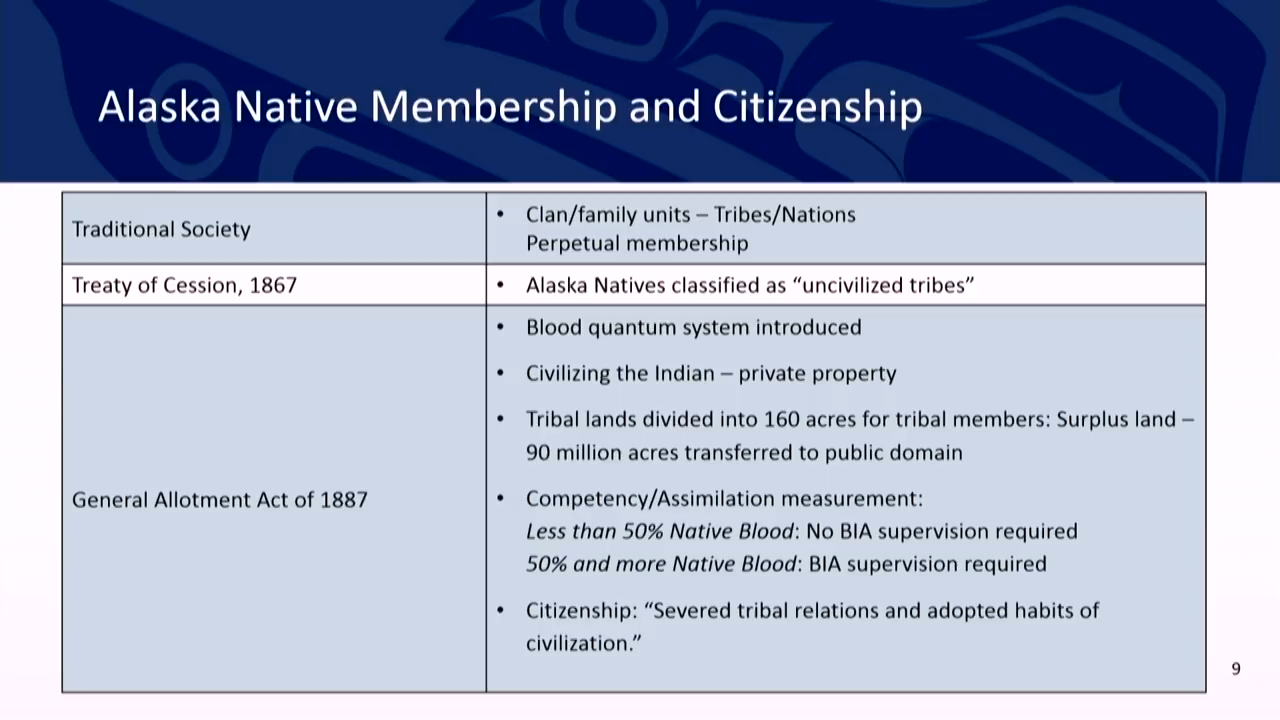 Alaska Native Membership and Citizenship
Traditional Society
• Clan/family units – Tribes/Nations
Perpetual membership
Treaty of Cession, 1867
• Alaska Natives classified as “uncivilized tribes”
General Allotment Act of 1887
• Blood quantum system introduced
• Civilizing the Indian – private property
• Tribal lands divided into 160 acres for tribal members: Surplus land –
90 million acres transferred to public domain
• Competency/Assimilation measurement:
Less than 50% Native Blood: No BIA supervision required
50% and more Native Blood: BIA supervision required
• Citizenship: “Severed tribal relations and adopted habits of
civilization.”
9